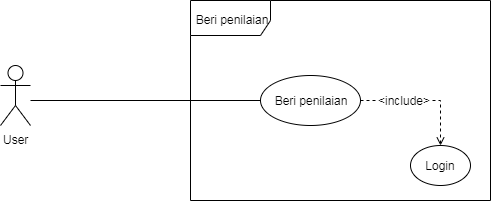 Beri penilaian
Beri penilaian
<include>
User
Login